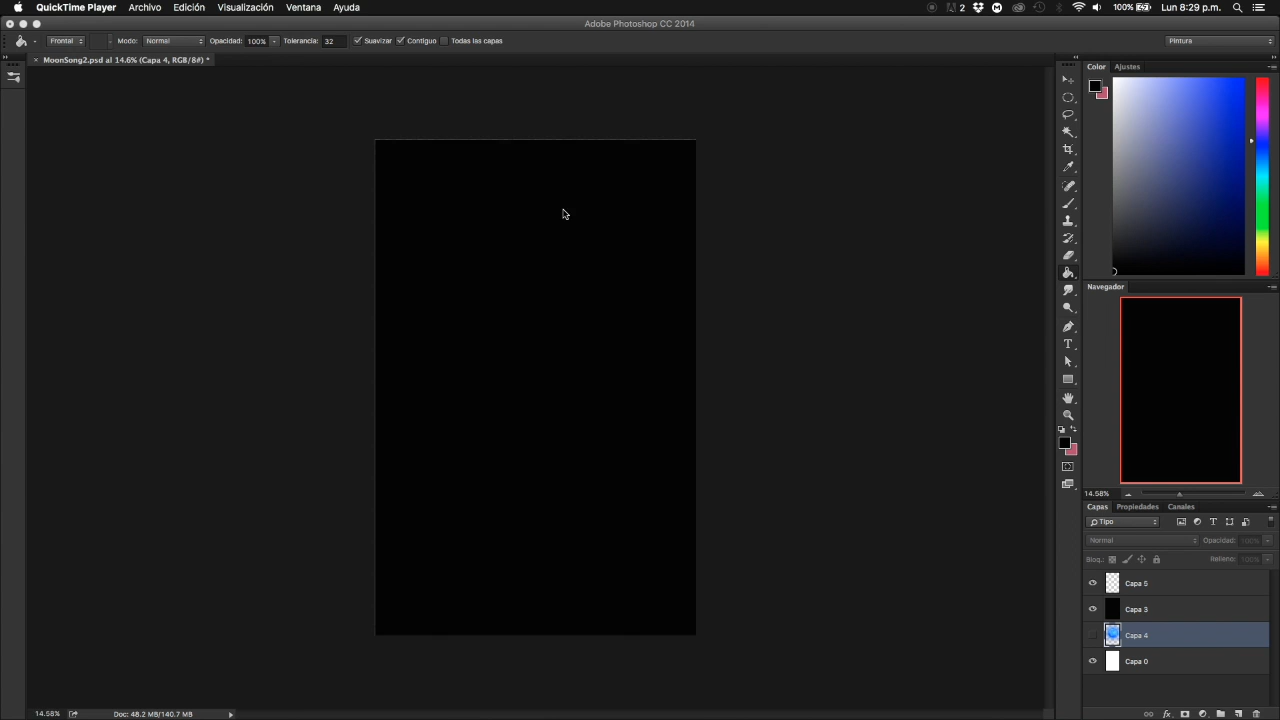 QuickTime Player Archivo Edición Visualización Ventana Ayuda 2 100% Lun 8:29 p.m.
Adobe Photoshop CC 2014
Frontal Modo: Normal Opacidad: 100% Tolerancia: 32 Suavizar Contiguo Todas las capas Pintura
MoonSong2.psd al 14.6% (Capa 4, RGB/8#) *
Color Ajustes
Navegador
14.58%
Capas Propiedades Canales
Tipo
Normal Opacidad: 100%
Bloq.: Relleno: 100%
Capa 5
Capa 3
Capa 4
Capa 0
14.58% Doc: 48.2 MB/140.7 MB